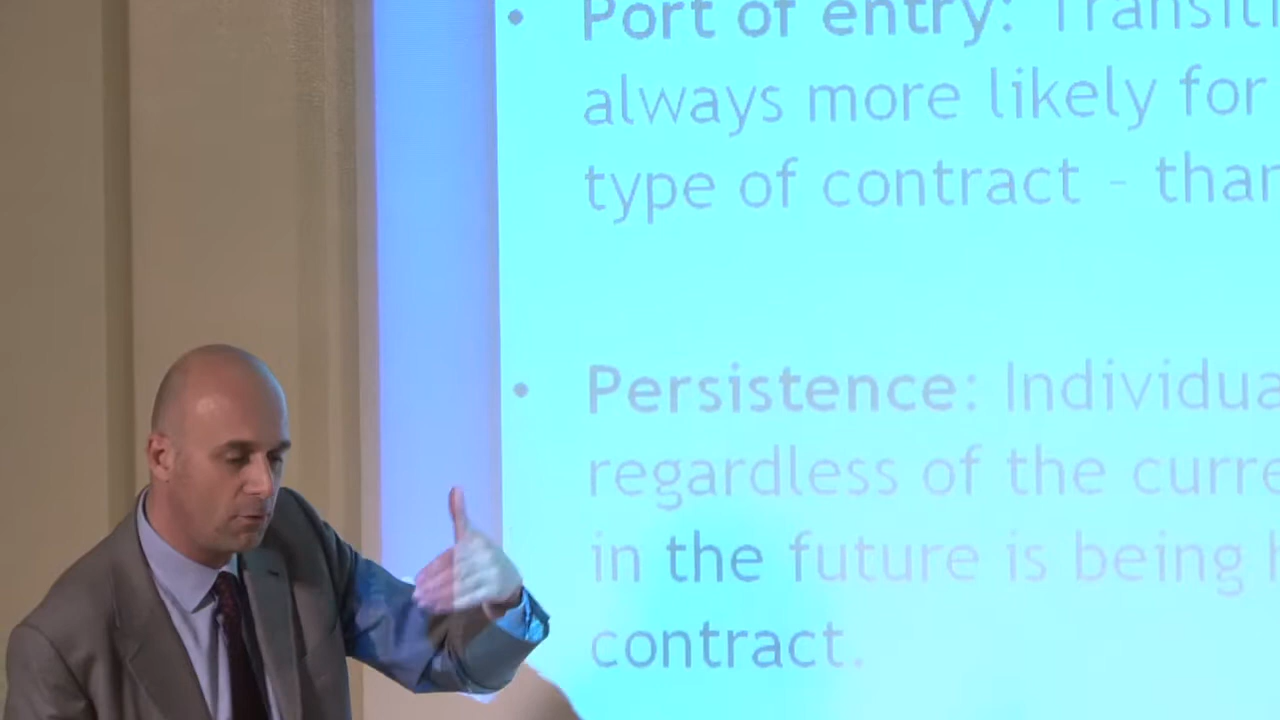 • Port of entry: Transiti
always more likely for
type of contract - than
• Persistence: Individua
regardless of the curre
in the future is being h
contract.